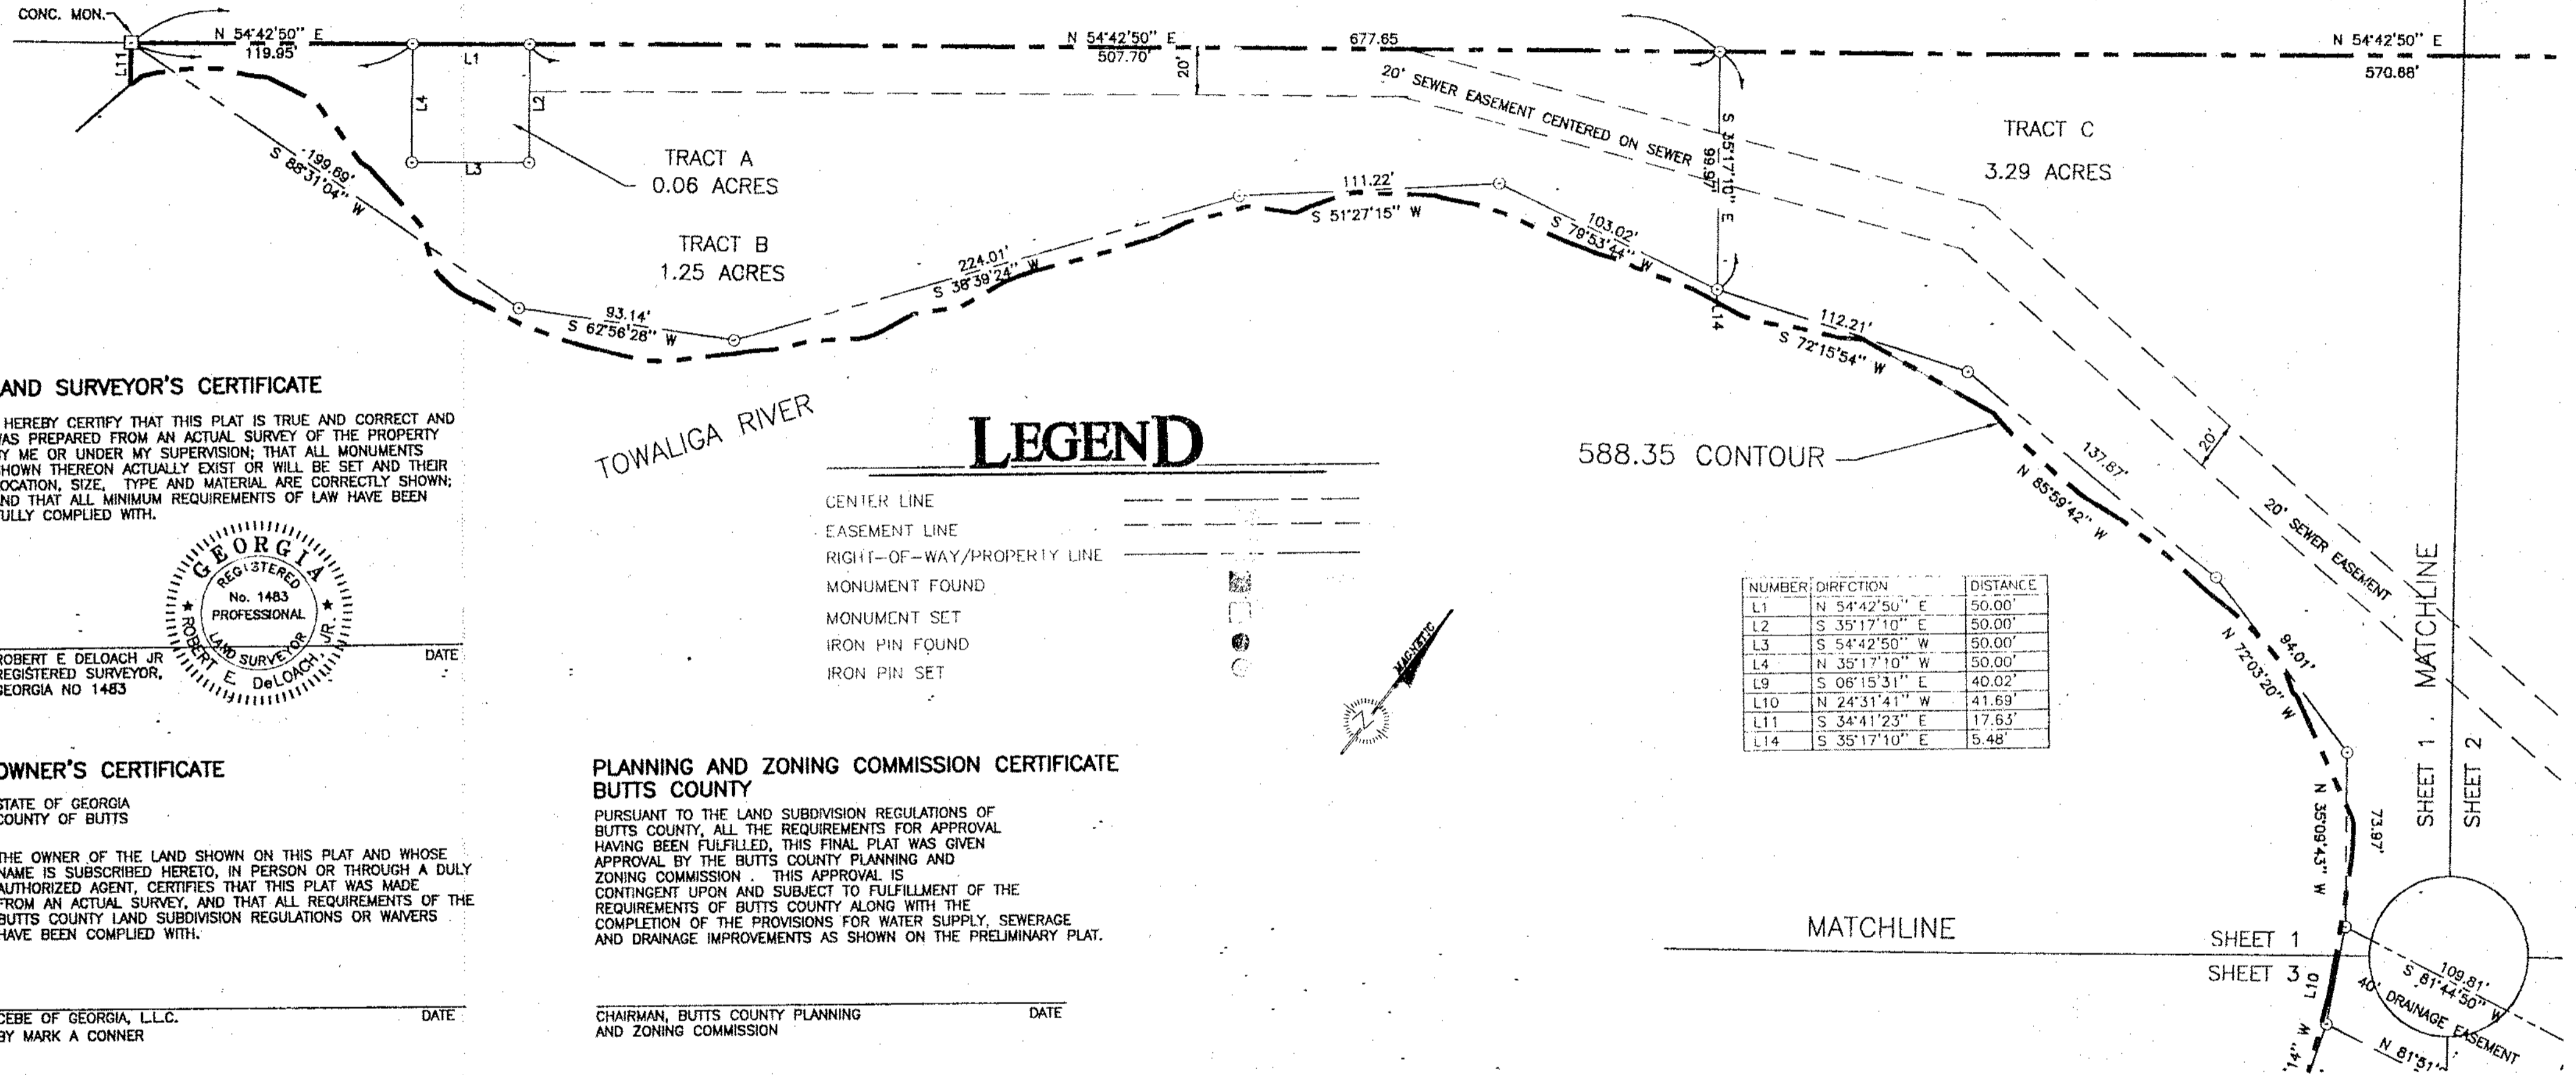 CONC. MON.
N 54°42'50" E
119.95'
L11
L1
L4
L2
L3
N 54°42'50" E
507.70'
677.65
20'
N 54°42'50" E
570.68'
20' SEWER EASEMENT CENTERED ON SEWER
S 35°17'10" E
99.97'
TRACT C
3.29 ACRES
TRACT A
0.06 ACRES
TRACT B
1.25 ACRES
199.69'
S 88°31'04" W
93.14'
S 62°56'28" W
224.01'
S 38°39'24" W
111.22'
S 51°27'15" W
103.02'
S 79°53'44" W
L14
112.21'
S 72°15'54" W
137.87'
N 85°59'42" W
20'
20' SEWER EASEMENT
94.01'
N 72°03'20" W
73.97'
N 35°09'43" W
588.35 CONTOUR
TOWALIGA RIVER
AND SURVEYOR'S CERTIFICATE
HEREBY CERTIFY THAT THIS PLAT IS TRUE AND CORRECT AND
AS PREPARED FROM AN ACTUAL SURVEY OF THE PROPERTY
Y ME OR UNDER MY SUPERVISION; THAT ALL MONUMENTS
HOWN THEREON ACTUALLY EXIST OR WILL BE SET AND THEIR
OCATION, SIZE, TYPE AND MATERIAL ARE CORRECTLY SHOWN;
ND THAT ALL MINIMUM REQUIREMENTS OF LAW HAVE BEEN
ULLY COMPLIED WITH.
GEORGIA
REGISTERED
No. 1483
PROFESSIONAL
LAND SURVEYOR
ROBERT E. DeLOACH, JR.
ROBERT E DELOACH JR
REGISTERED SURVEYOR,
GEORGIA NO 1483
DATE
OWNER'S CERTIFICATE
STATE OF GEORGIA
COUNTY OF BUTTS
THE OWNER OF THE LAND SHOWN ON THIS PLAT AND WHOSE
NAME IS SUBSCRIBED HERETO, IN PERSON OR THROUGH A DULY
AUTHORIZED AGENT, CERTIFIES THAT THIS PLAT WAS MADE
FROM AN ACTUAL SURVEY, AND THAT ALL REQUIREMENTS OF THE
BUTTS COUNTY LAND SUBDIVISION REGULATIONS OR WAIVERS
HAVE BEEN COMPLIED WITH.
CEBE OF GEORGIA, L.L.C.
BY MARK A CONNER
DATE
LEGEND
CENTER LINE
EASEMENT LINE
RIGHT-OF-WAY/PROPERTY LINE
MONUMENT FOUND
MONUMENT SET
IRON PIN FOUND
IRON PIN SET
MAGNETIC
N
PLANNING AND ZONING COMMISSION CERTIFICATE
BUTTS COUNTY
PURSUANT TO THE LAND SUBDIVISION REGULATIONS OF
BUTTS COUNTY, ALL THE REQUIREMENTS FOR APPROVAL
HAVING BEEN FULFILLED, THIS FINAL PLAT WAS GIVEN
APPROVAL BY THE BUTTS COUNTY PLANNING AND
ZONING COMMISSION . THIS APPROVAL IS
CONTINGENT UPON AND SUBJECT TO FULFILLMENT OF THE
REQUIREMENTS OF BUTTS COUNTY ALONG WITH THE
COMPLETION OF THE PROVISIONS FOR WATER SUPPLY, SEWERAGE
AND DRAINAGE IMPROVEMENTS AS SHOWN ON THE PRELIMINARY PLAT.
CHAIRMAN, BUTTS COUNTY PLANNING
AND ZONING COMMISSION
DATE
NUMBER DIRECTION DISTANCE
L1 N 54°42'50" E 50.00'
L2 S 35°17'10" E 50.00'
L3 S 54°42'50" W 50.00'
L4 N 35°17'10" W 50.00'
L9 S 06°15'31" E 40.02'
L10 N 24°31'41" W 41.69'
L11 S 34°41'23" E 17.63'
L14 S 35°17'10" E 5.48'
MATCHLINE
SHEET 1
SHEET 2
MATCHLINE
SHEET 1
SHEET 3
L10
109.81'
S 81°44'50" W
40' DRAINAGE EASEMENT
N 81°51'
14" W